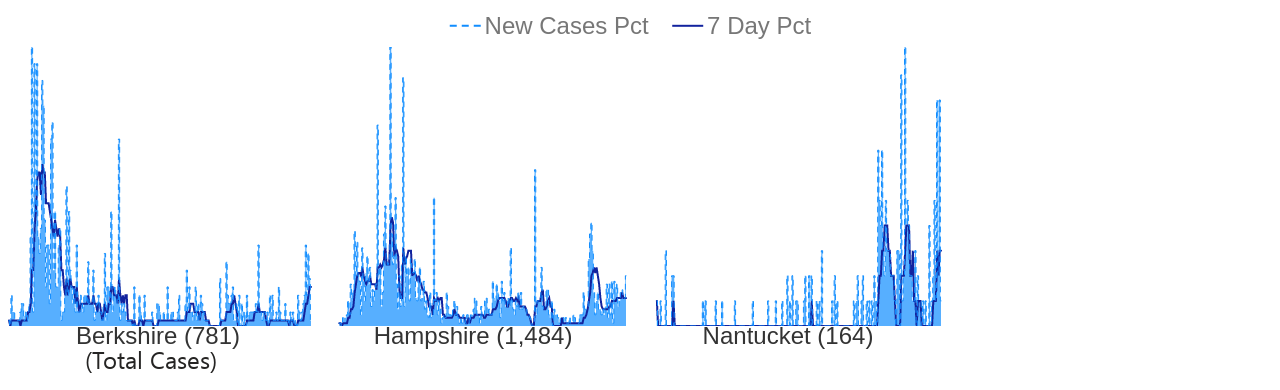 New Cases Pct 7 Day Pct
Berkshire (781) Hampshire (1,484) Nantucket (164)
(Total Cases)